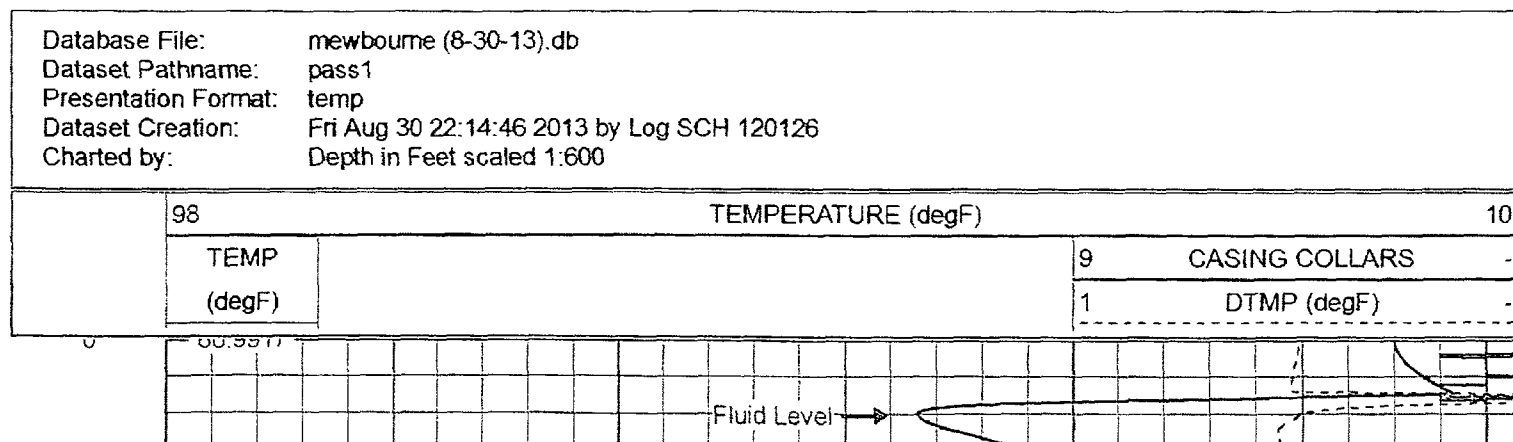 Database File: mewbourne (8-30-13).db
Dataset Pathname: pass1
Presentation Format: temp
Dataset Creation: Fri Aug 30 22:14:46 2013 by Log SCH 120126
Charted by: Depth in Feet scaled 1:600
98 TEMPERATURE (degF) 10
TEMP
(degF)
9 CASING COLLARS -
1 DTMP (degF) -
Fluid Level